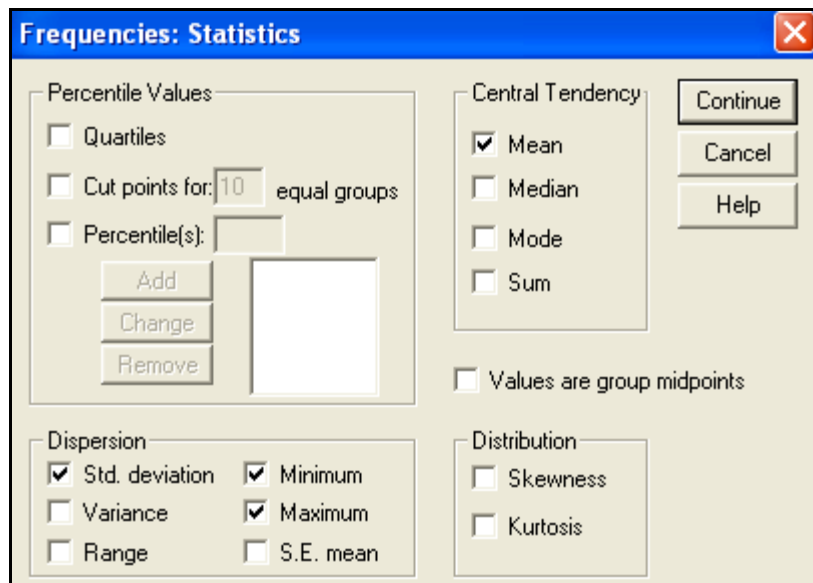 Frequencies: Statistics
Percentile Values
Quartiles
Cut points for: 10 equal groups
Percentile(s):
Add
Change
Remove
Central Tendency
Mean
Median
Mode
Sum
Continue
Cancel
Help
Values are group midpoints
Dispersion
Std. deviation Minimum
Variance Maximum
Range S.E. mean
Distribution
Skewness
Kurtosis